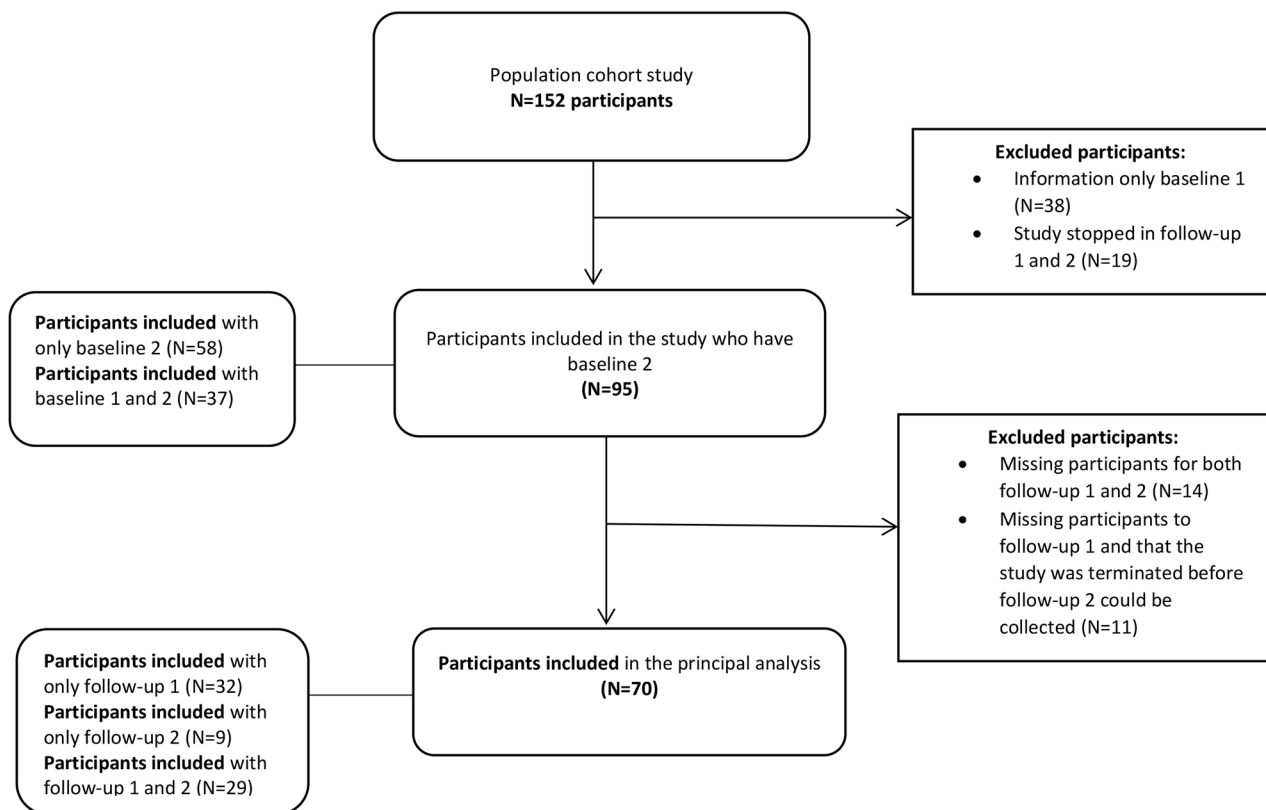 Population cohort study
N=152 participants
Excluded participants:
• Information only baseline 1
(N=38)
• Study stopped in follow-up
1 and 2 (N=19)
Participants included with
only baseline 2 (N=58)
Participants included with
baseline 1 and 2 (N=37)
Participants included in the study who have
baseline 2
(N=95)
Excluded participants:
• Missing participants for both
follow-up 1 and 2 (N=14)
• Missing participants to
follow-up 1 and that the
study was terminated before
follow-up 2 could be
collected (N=11)
Participants included with
only follow-up 1 (N=32)
Participants included with
only follow-up 2 (N=9)
Participants included with
follow-up 1 and 2 (N=29)
Participants included in the principal analysis
(N=70)